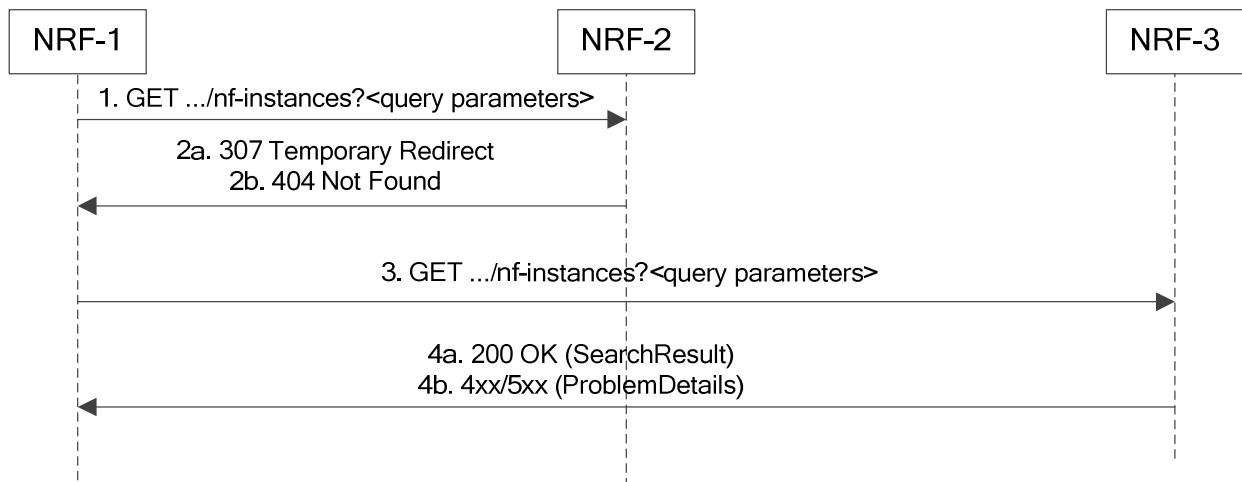 NRF-1
NRF-2
NRF-3
1. GET .../nf-instances?<query parameters>
2a. 307 Temporary Redirect
2b. 404 Not Found
3. GET .../nf-instances?<query parameters>
4a. 200 OK (SearchResult)
4b. 4xx/5xx (ProblemDetails)